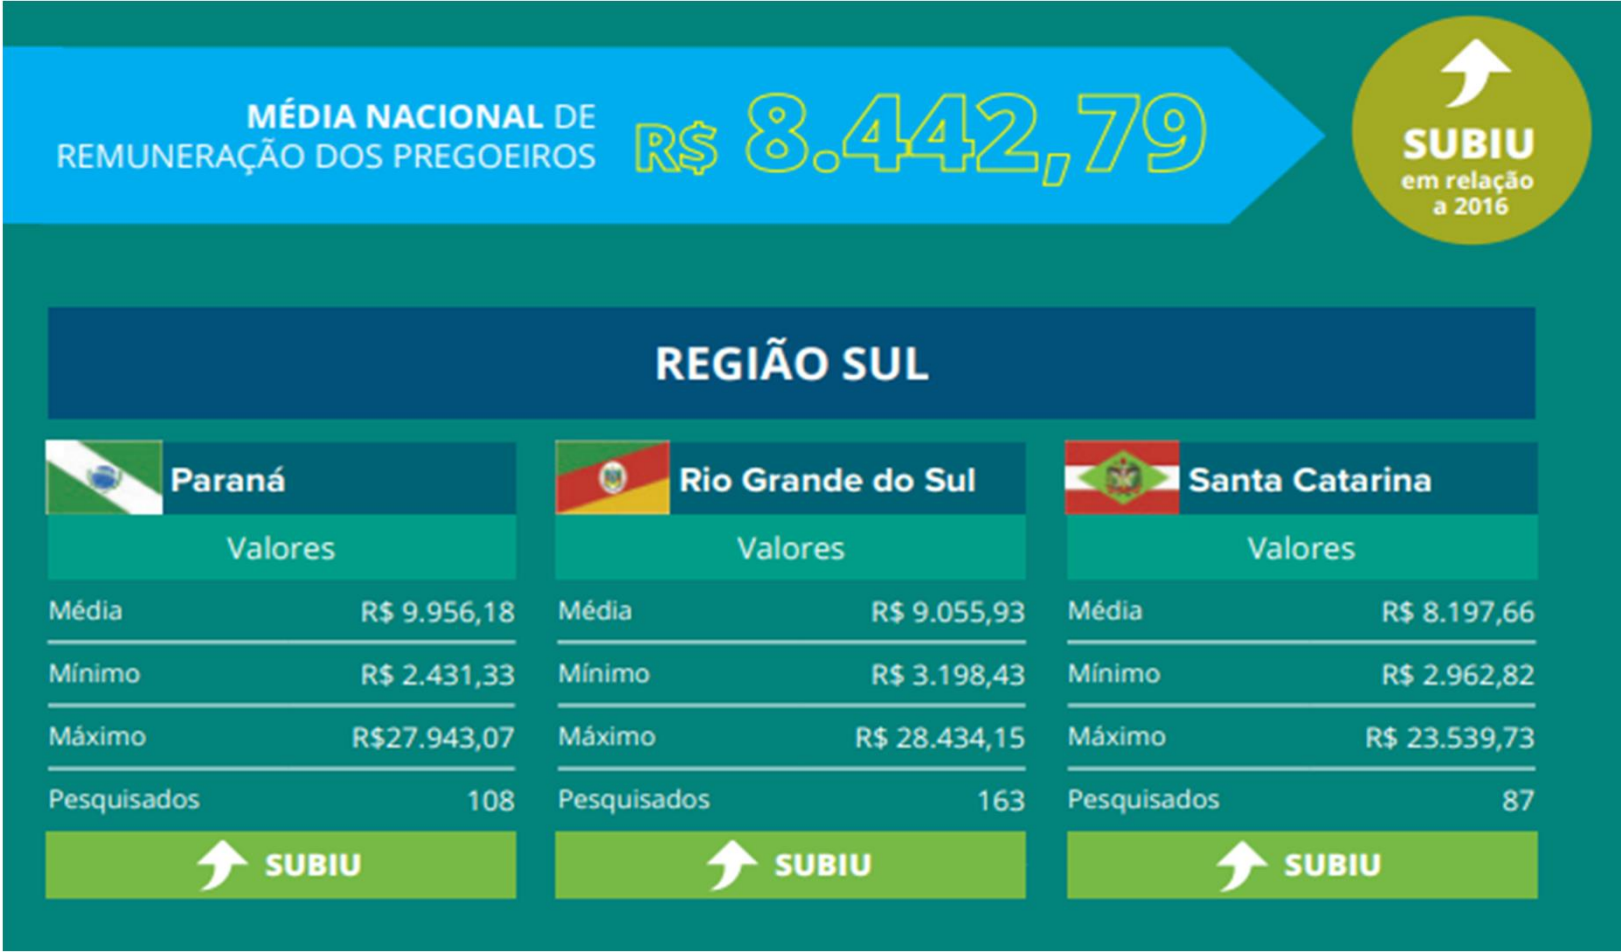 MÉDIA NACIONAL DE
REMUNERAÇÃO DOS PREGOEIROS
R$ 8.442,79
SUBIU
em relação
a 2016
REGIÃO SUL
Paraná
Valores
Média R$ 9.956,18
Mínimo R$ 2.431,33
Máximo R$27.943,07
Pesquisados 108
SUBIU
Rio Grande do Sul
Valores
Média R$ 9.055,93
Mínimo R$ 3.198,43
Máximo R$ 28.434,15
Pesquisados 163
SUBIU
Santa Catarina
Valores
Média R$ 8.197,66
Mínimo R$ 2.962,82
Máximo R$ 23.539,73
Pesquisados 87
SUBIU